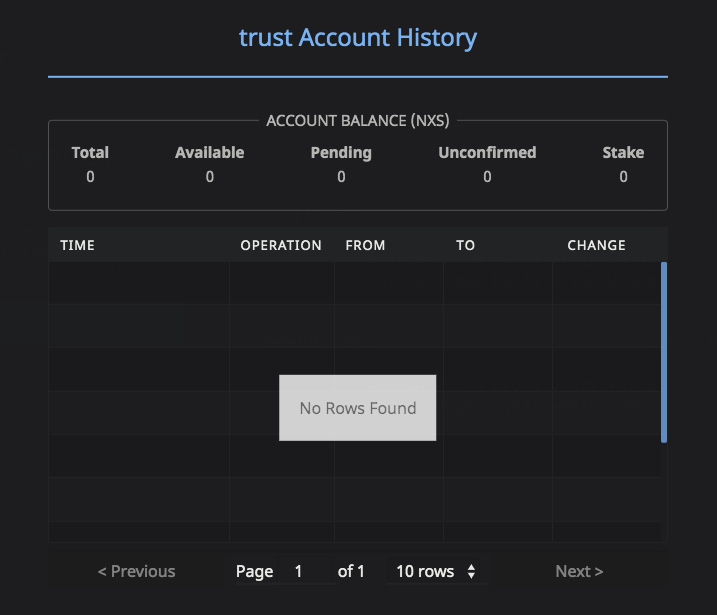 trust Account History
ACCOUNT BALANCE (NXS)
Total Available Pending Unconfirmed Stake
0 0 0 0 0
TIME OPERATION FROM TO CHANGE
No Rows Found
< Previous Page 1 of 1 10 rows Next >